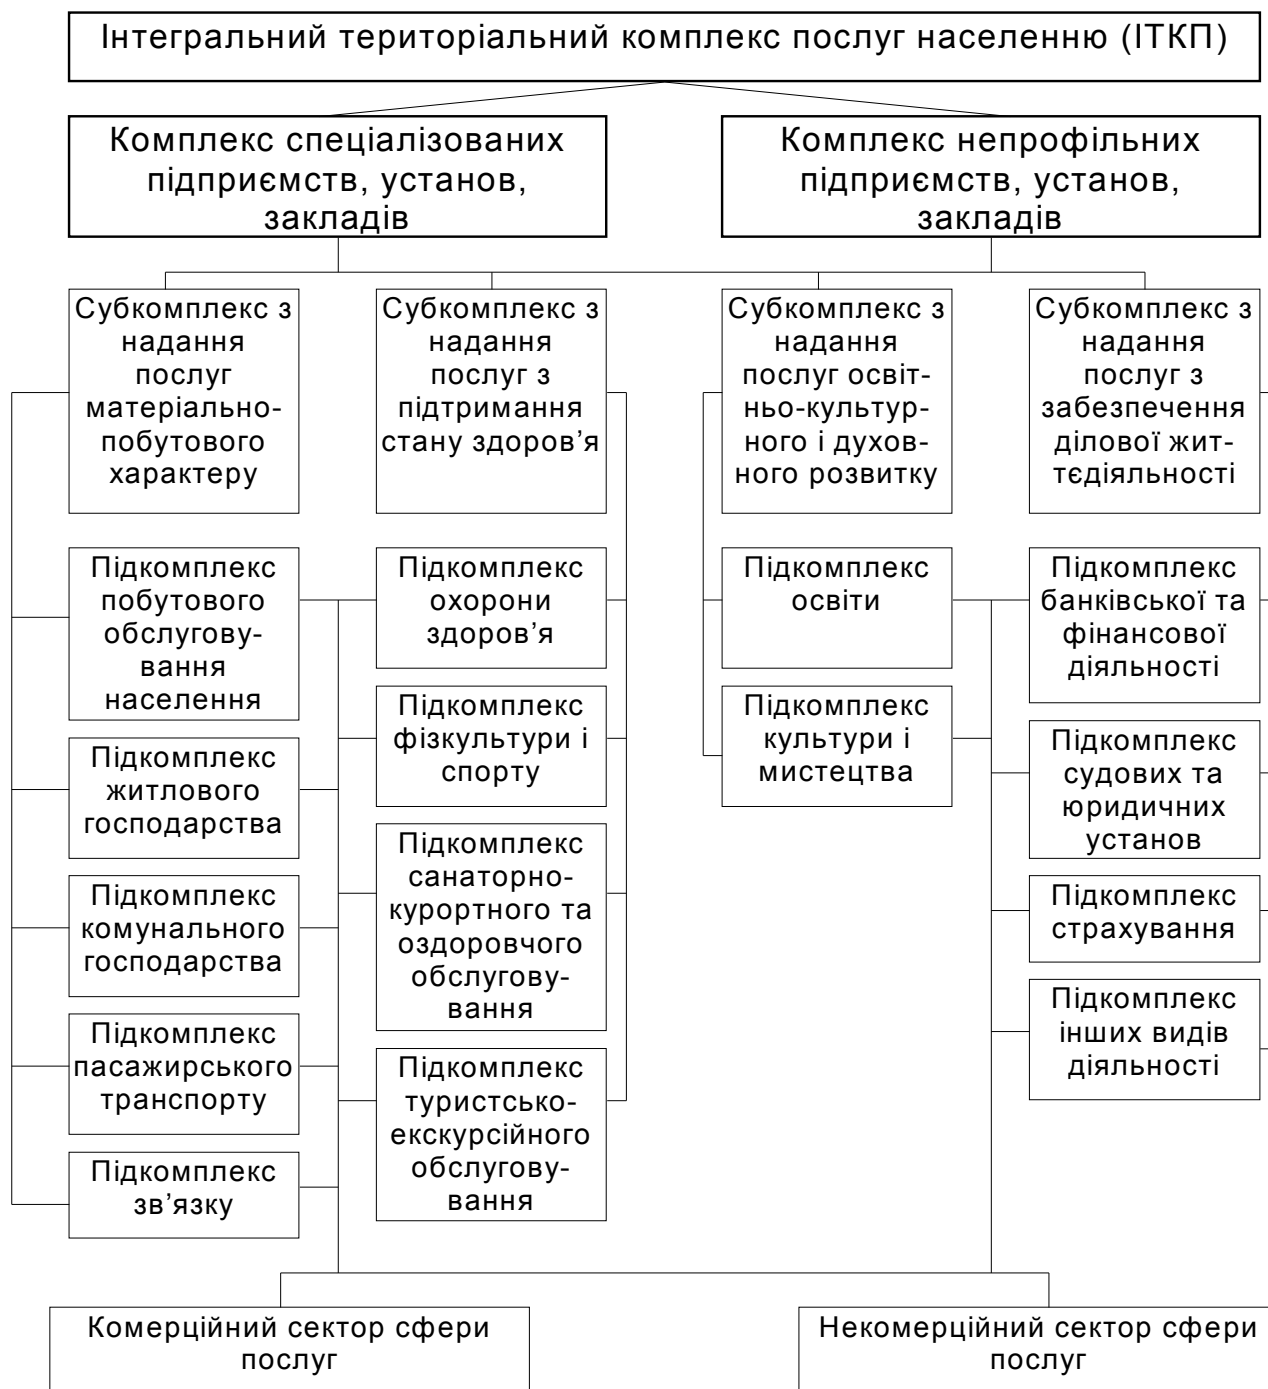 Інтегральний територіальний комплекс послуг населенню (ІТКП)
Комплекс спеціалізованих
підприємств, установ,
закладів
Комплекс непрофільних
підприємств, установ,
закладів
Субкомплекс з
надання
послуг
матеріально-
побутового
характеру
Субкомплекс з
надання
послуг з
підтримання
стану здоров’я
Субкомплекс з
надання
послуг освіт-
ньо-культур-
ного і духов-
ного розвитку
Субкомплекс з
надання
послуг з
забезпечення
ділової жит-
тєдіяльності
Підкомплекс
побутового
обслугову-
вання
населення
Підкомплекс
житлового
господарства
Підкомплекс
комунального
господарства
Підкомплекс
пасажирського
транспорту
Підкомплекс
зв’язку
Підкомплекс
охорони
здоров’я
Підкомплекс
фізкультури і
спорту
Підкомплекс
санаторно-
курортного та
оздоровчого
обслугову-
вання
Підкомплекс
туристсько-
екскурсійного
обслугову-
вання
Підкомплекс
освіти
Підкомплекс
культури і
мистецтва
Підкомплекс
банківської та
фінансової
діяльності
Підкомплекс
судових та
юридичних
установ
Підкомплекс
страхування
Підкомплекс
інших видів
діяльності
Комерційний сектор сфери
послуг
Некомерційний сектор сфери
послуг